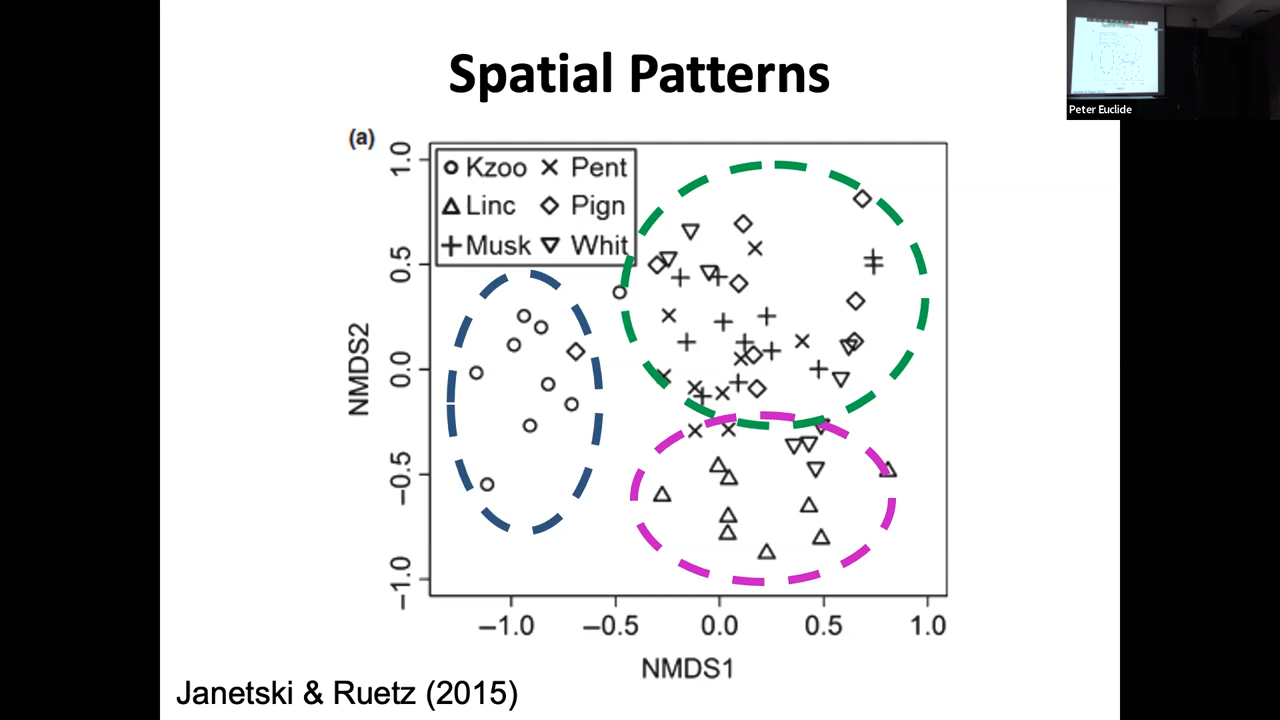 Spatial Patterns
Peter Euclide
(a)
Kzoo Pent
Linc Pign
Musk Whit
1.0
0.5
0.0
−0.5
−1.0
NMDS2
−1.0 −0.5 0.0 0.5 1.0
NMDS1
Janetski & Ruetz (2015)